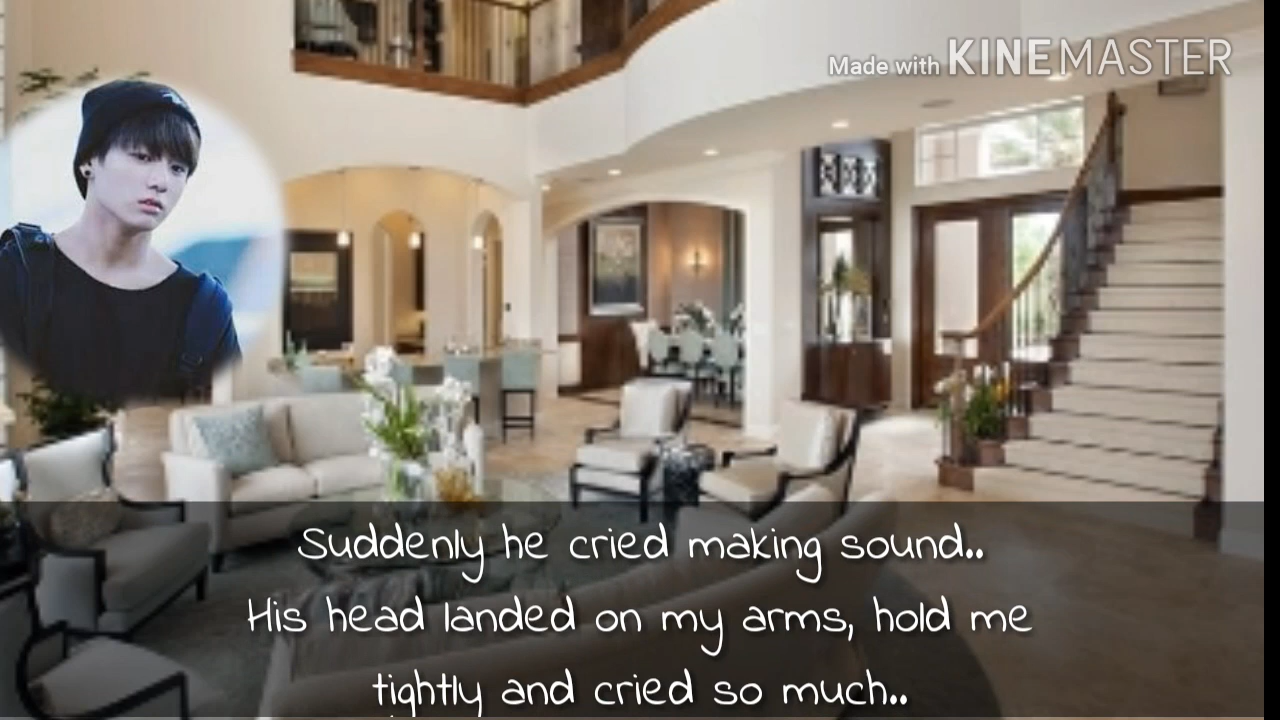 Made with KINEMASTER
Suddenly he cried making sound..
His head landed on my arms, hold me
tightly and cried so much..